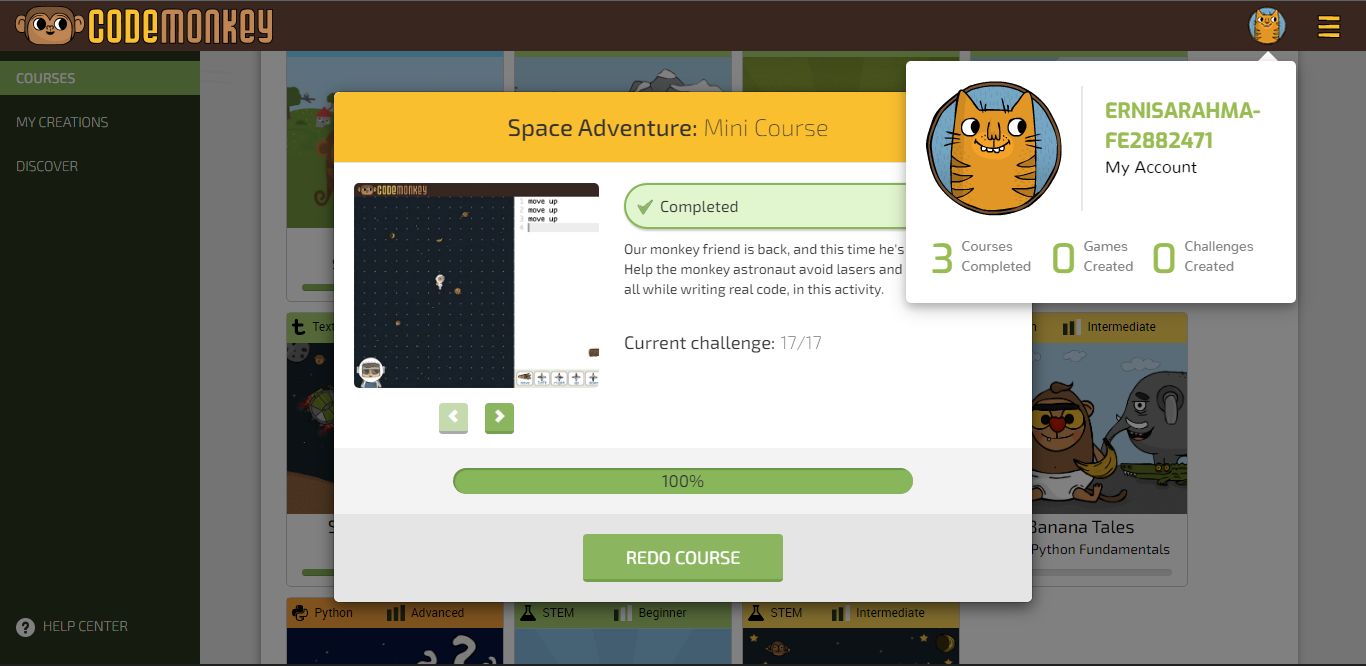 CODEMONKEY
COURSES
MY CREATIONS
DISCOVER
HELP CENTER
Space Adventure: Mini Course
CODEMONKEY
1 move up
2 move up
3 move up
4
Completed
Our monkey friend is back, and this time he's
Help the monkey astronaut avoid lasers and
all while writing real code, in this activity.
Current challenge: 17/17
100%
REDO COURSE
ERNISARAHMA-
FE2882471
My Account
3 Courses Completed
0 Games Created
0 Challenges Created
Intermediate
Banana Tales
Python Fundamentals
Python Advanced
STEM Beginner
STEM Intermediate